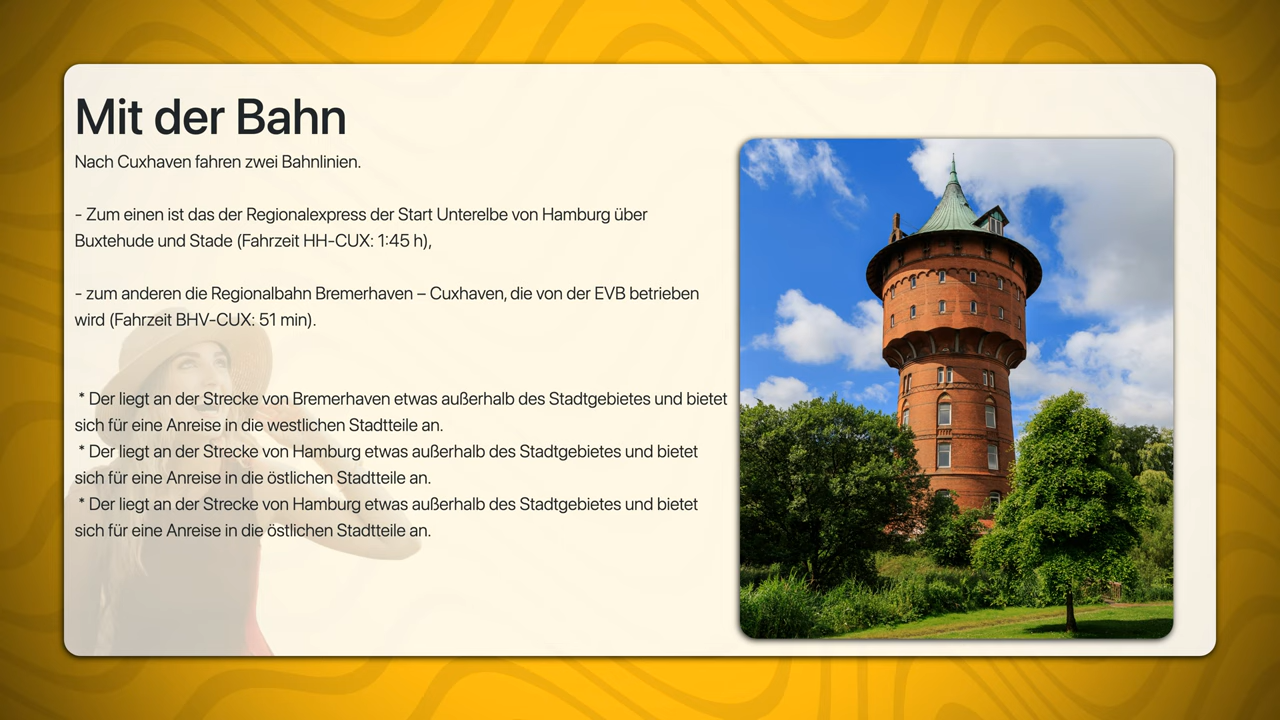 Mit der Bahn
Nach Cuxhaven fahren zwei Bahnlinien.
- Zum einen ist das der Regionalexpress der Start Unterelbe von Hamburg über
Buxtehude und Stade (Fahrzeit HH-CUX: 1:45 h),
- zum anderen die Regionalbahn Bremerhaven – Cuxhaven, die von der EVB betrieben
wird (Fahrzeit BHV-CUX: 51 min).
* Der liegt an der Strecke von Bremerhaven etwas außerhalb des Stadtgebietes und bietet
sich für eine Anreise in die westlichen Stadtteile an.
* Der liegt an der Strecke von Hamburg etwas außerhalb des Stadtgebietes und bietet
sich für eine Anreise in die östlichen Stadtteile an.
* Der liegt an der Strecke von Hamburg etwas außerhalb des Stadtgebietes und bietet
sich für eine Anreise in die östlichen Stadtteile an.